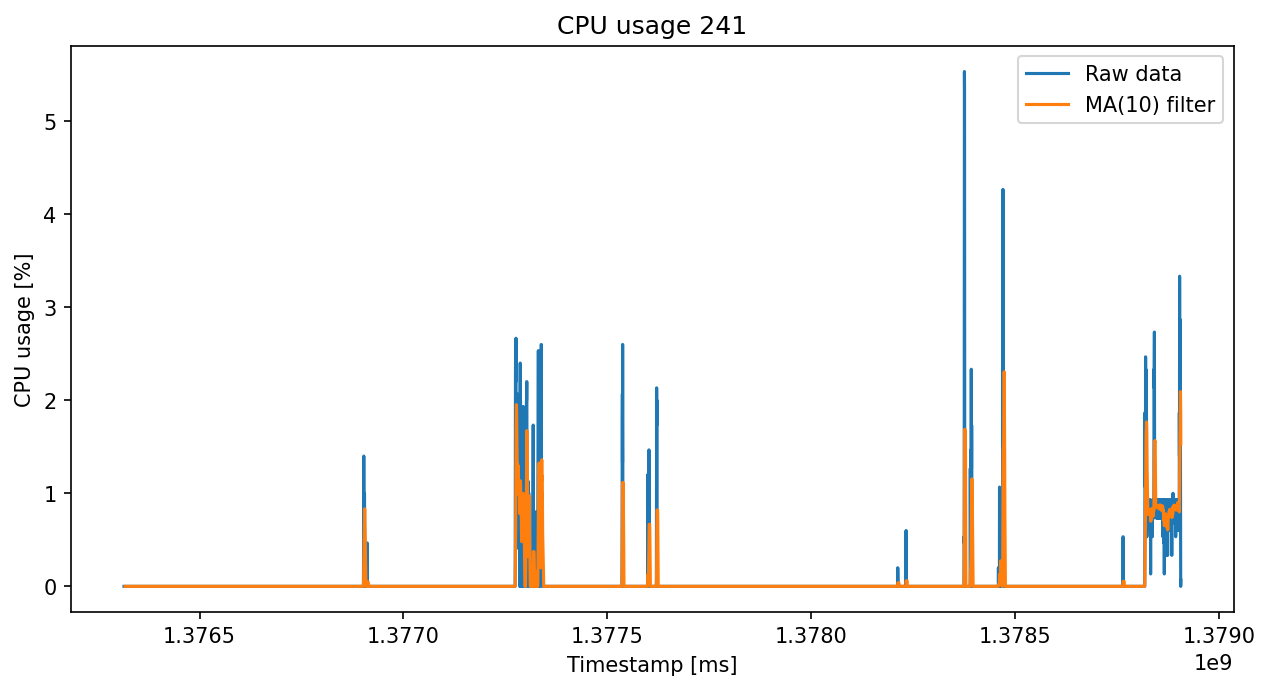 CPU usage 241
Raw data
MA(10) filter
CPU usage [%]
5
4
3
2
1
0
1.3765 1.3770 1.3775 1.3780 1.3785 1.3790
1e9
Timestamp [ms]